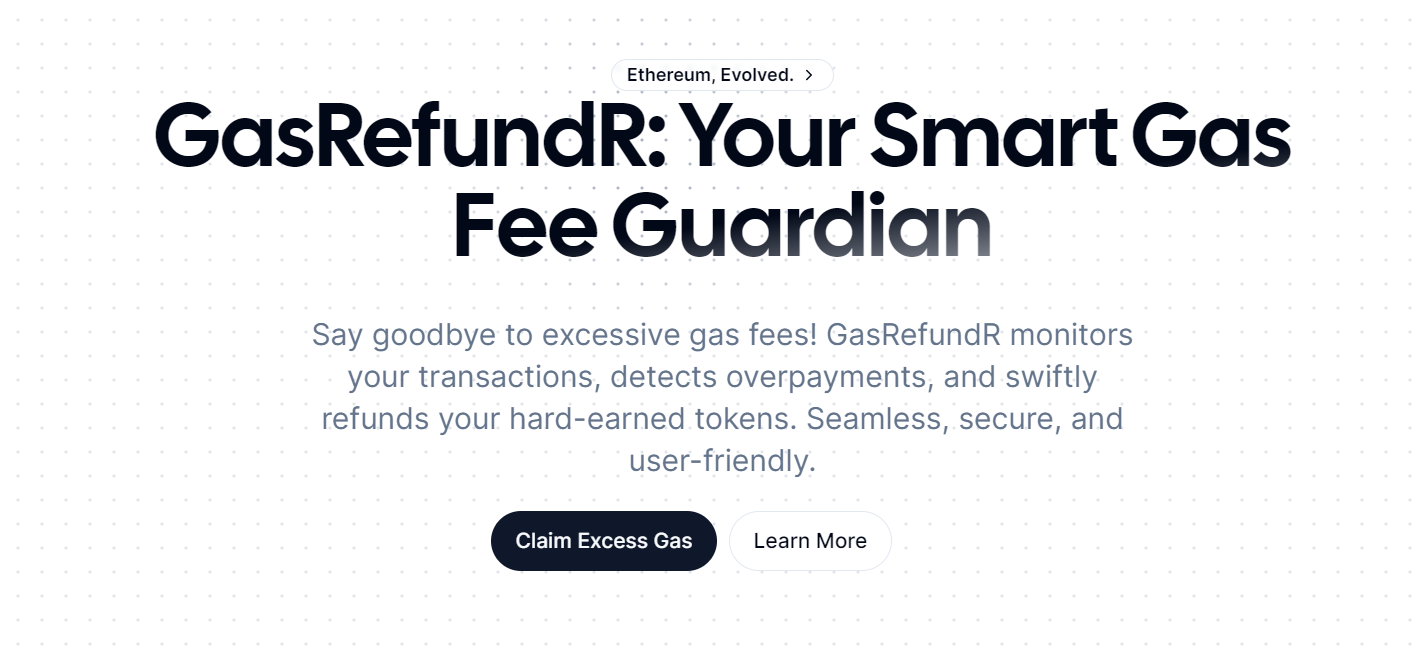 Ethereum, Evolved.
GasRefundR: Your Smart Gas
Fee Guardian
Say goodbye to excessive gas fees! GasRefundR monitors
your transactions, detects overpayments, and swiftly
refunds your hard-earned tokens. Seamless, secure, and
user-friendly.
Claim Excess Gas
Learn More